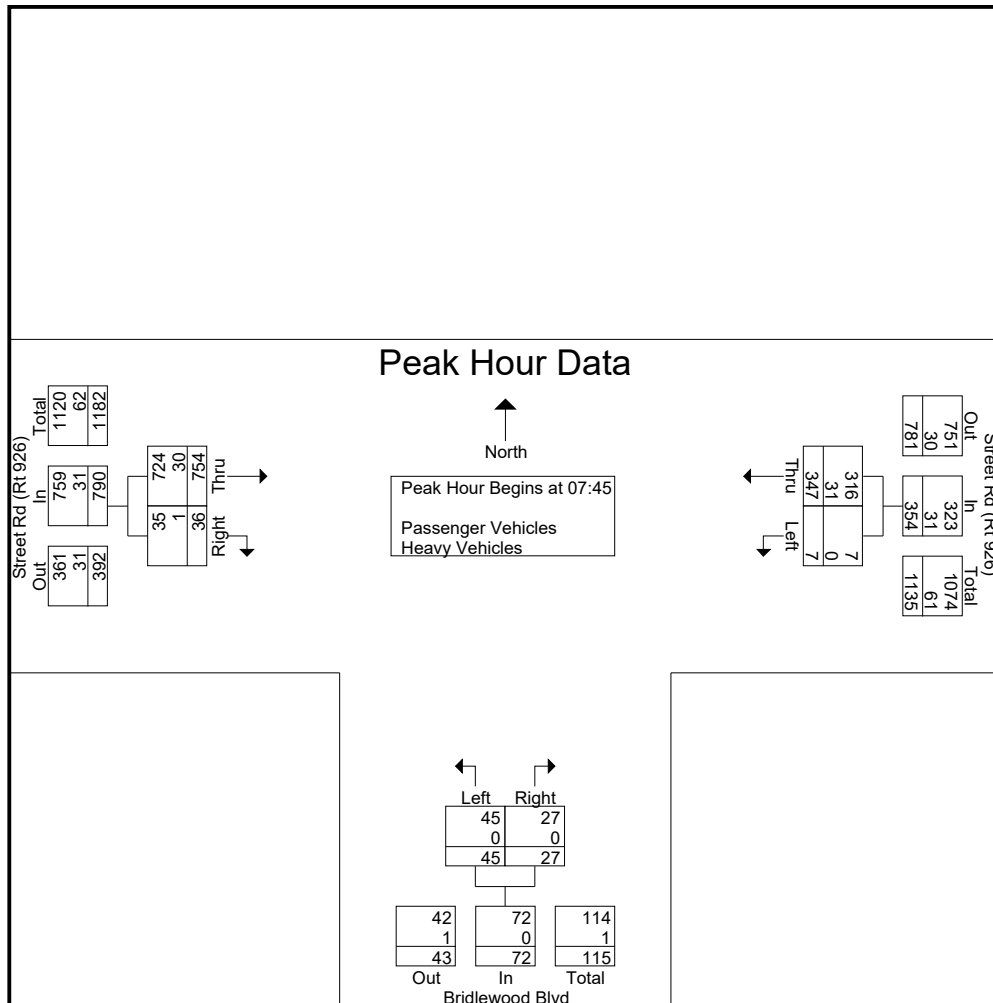 Peak Hour Data
North
Peak Hour Begins at 07:45
Passenger Vehicles
Heavy Vehicles
Street Rd (Rt 926)
Out In Total
361 759 1120
31 31 62
392 790 1182
Right Thru
35 724
1 30
36 754
Street Rd (Rt 926)
Out In Total
751 323 1074
30 31 61
781 354 1135
Thru Left
316 7
31 0
347 7
Left Right
45 27
0 0
45 27
42 72 114
1 0 1
43 72 115
Out In Total
Bridlewood Blvd